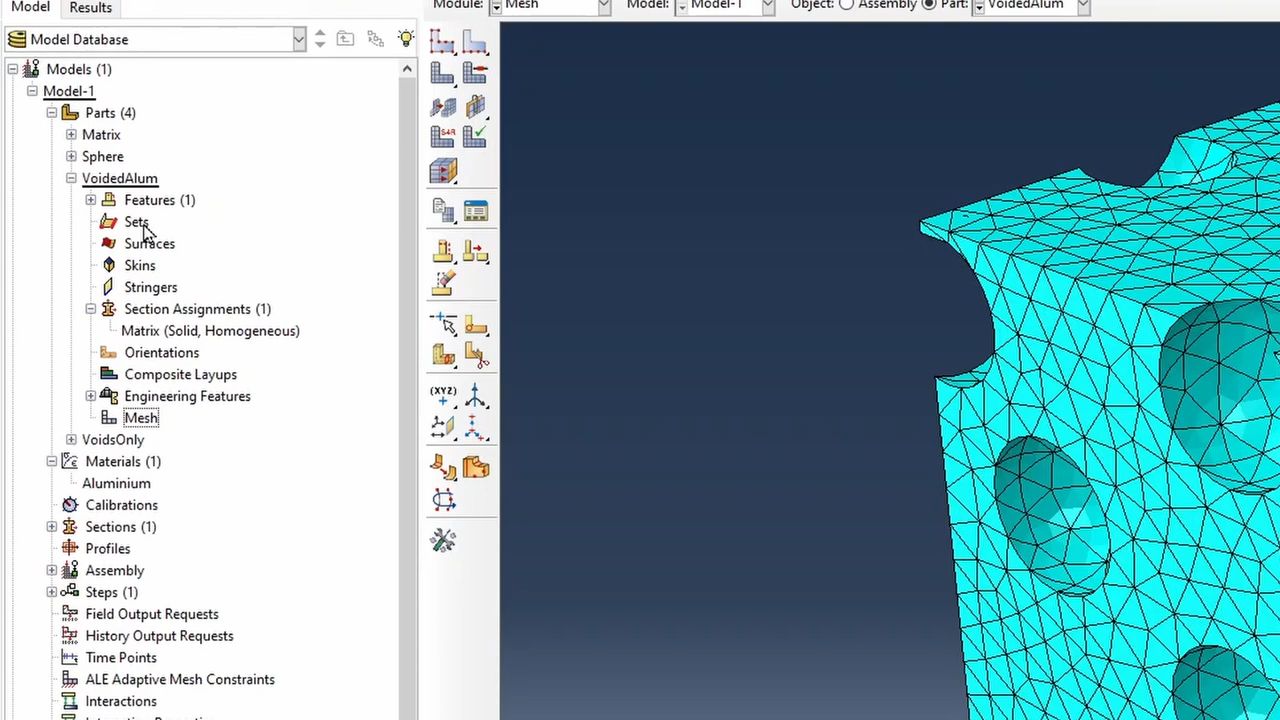 Model Results Module: Mesh Model: Model-1 Object: Assembly Part: VoidedAlum
Model Database
Models (1)
Model-1
Parts (4)
Matrix
Sphere
VoidedAlum
Features (1)
Sets
Surfaces
Skins
Stringers
Section Assignments (1)
Matrix (Solid, Homogeneous)
Orientations
Composite Layups
Engineering Features
Mesh
VoidsOnly
Materials (1)
Aluminium
Calibrations
Sections (1)
Profiles
Assembly
Steps (1)
Field Output Requests
History Output Requests
Time Points
ALE Adaptive Mesh Constraints
Interactions
S4R
(XYZ)